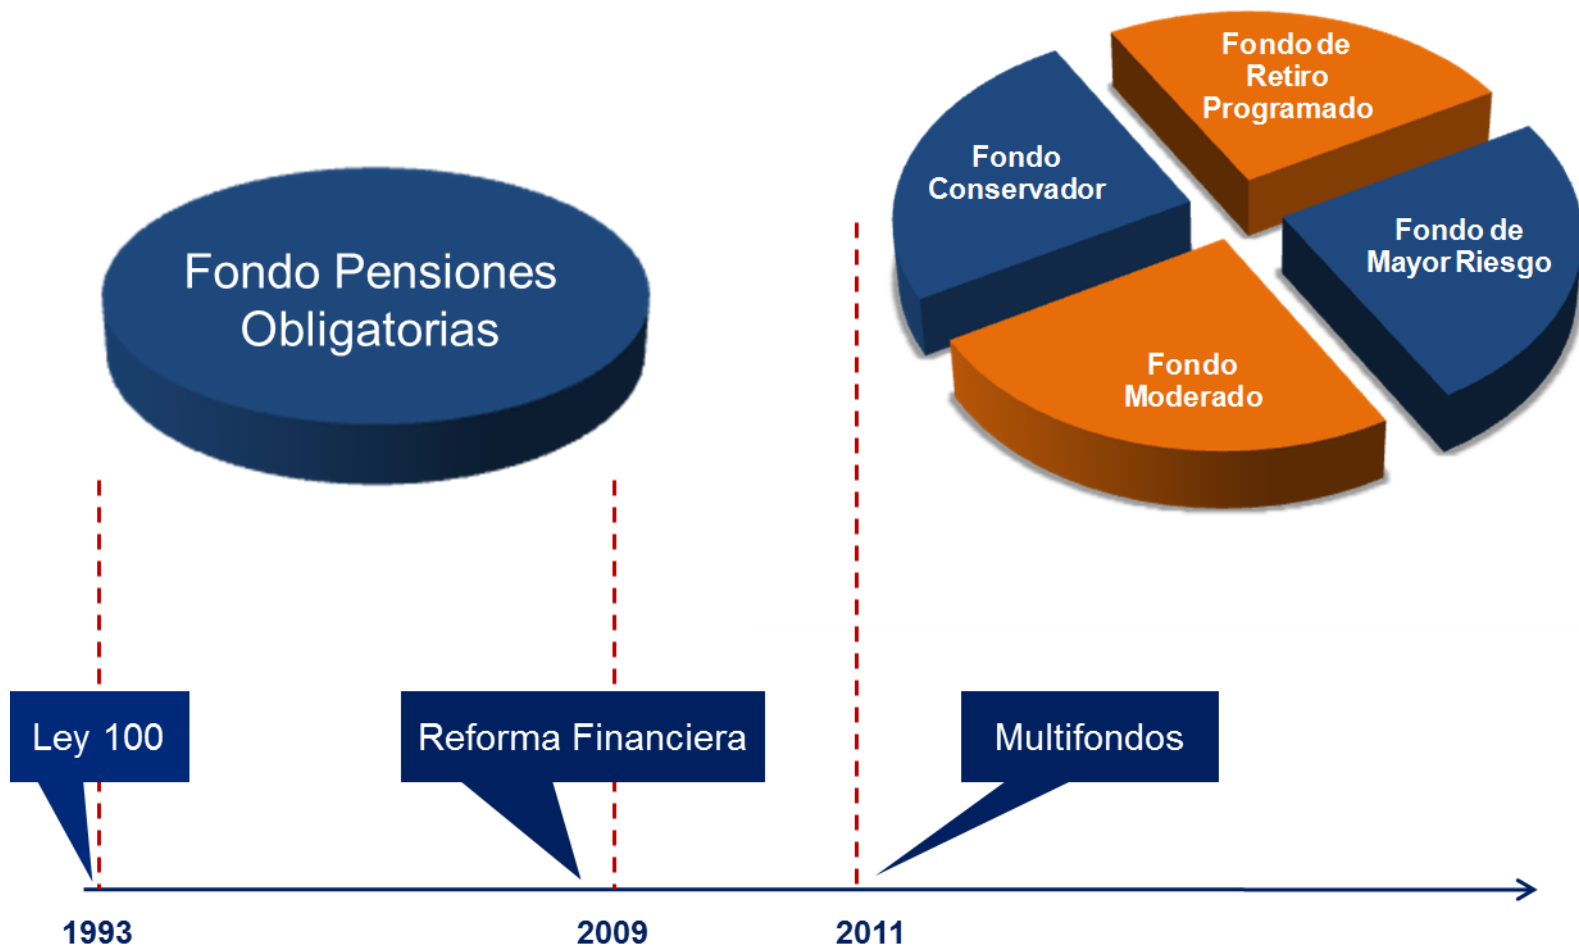 Fondo de
Retiro
Programado
Fondo
Conservador
Fondo de
Mayor Riesgo
Fondo
Moderado
Fondo Pensiones
Obligatorias
Ley 100
Reforma Financiera
Multifondos
1993
2009
2011